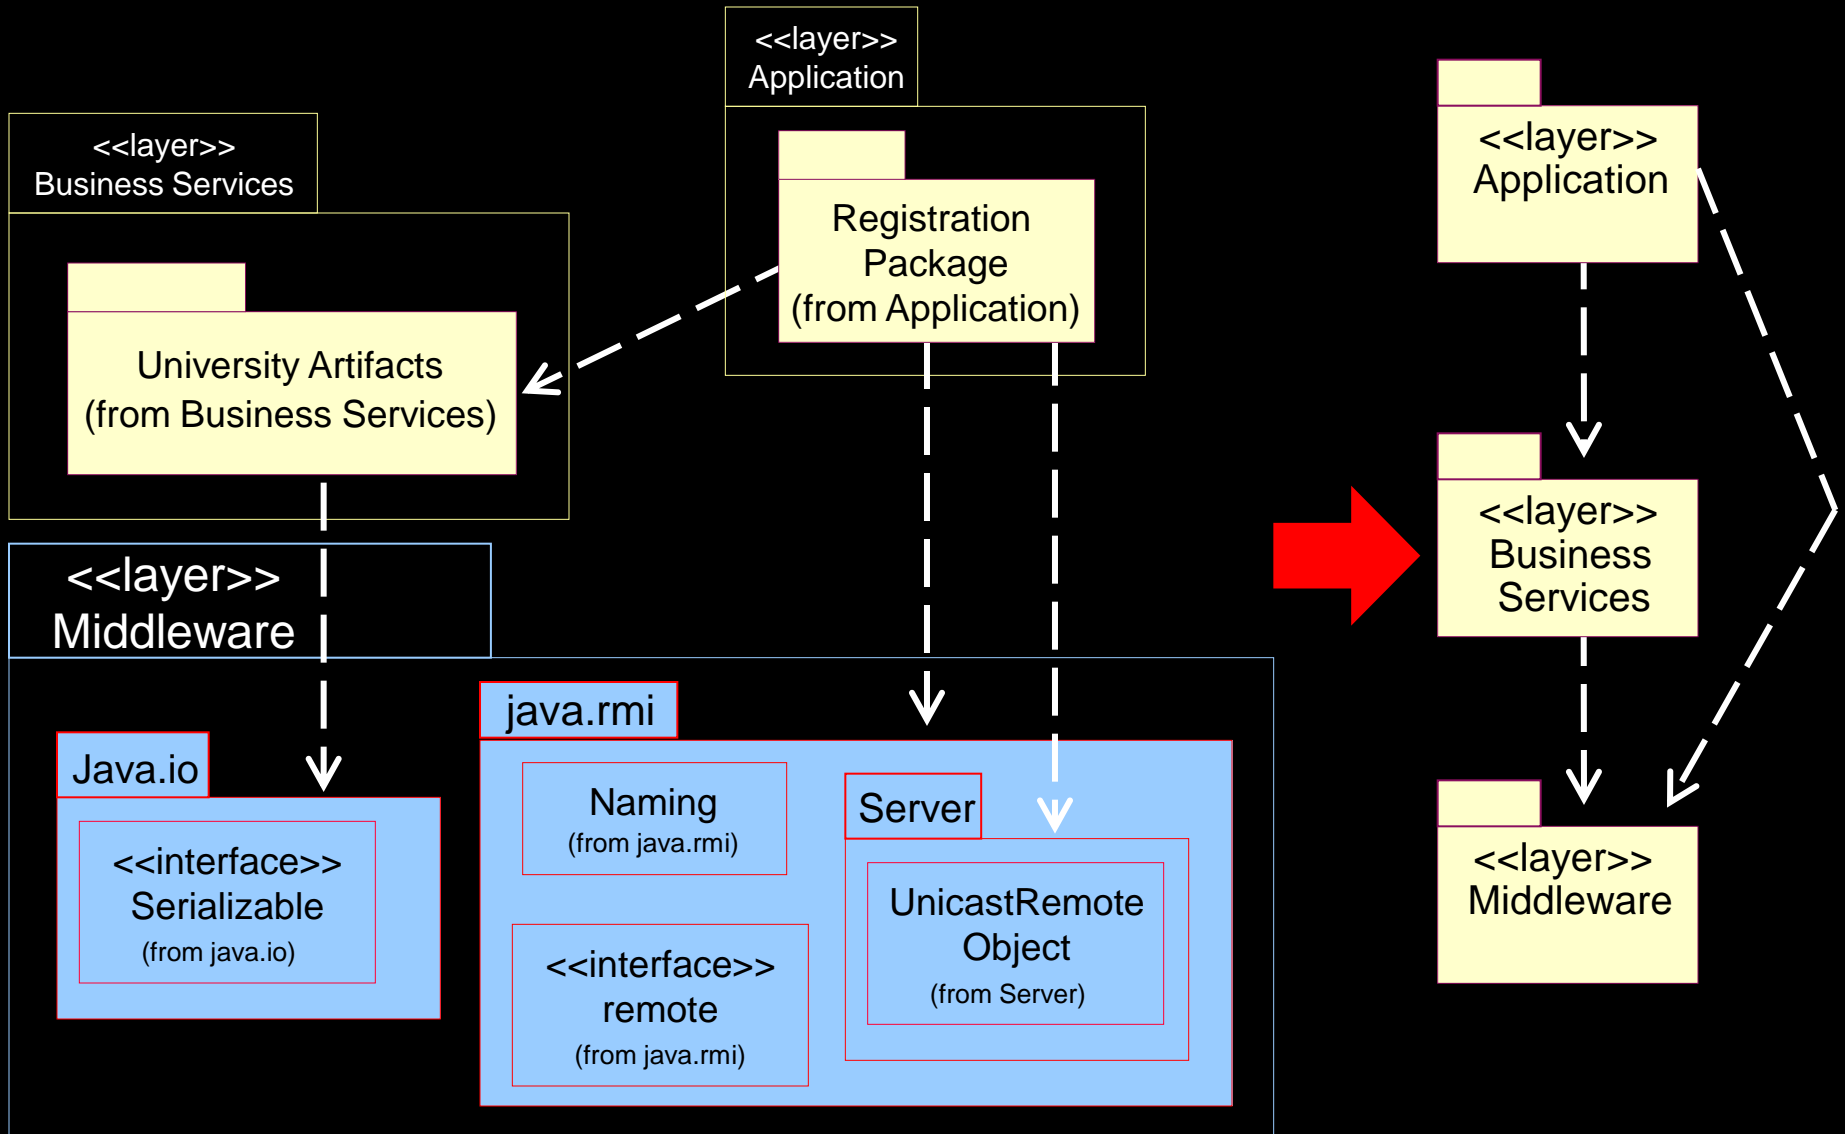 <<layer>>
Application
<<layer>>
Business Services
Registration
Package
(from Application)
University Artifacts
(from Business Services)
<<layer>>
Middleware
Java.io
<<interface>>
Serializable
(from java.io)
java.rmi
Naming
(from java.rmi)
<<interface>>
remote
(from java.rmi)
Server
UnicastRemote
Object
(from Server)
<<layer>>
Application
<<layer>>
Business
Services
<<layer>>
Middleware